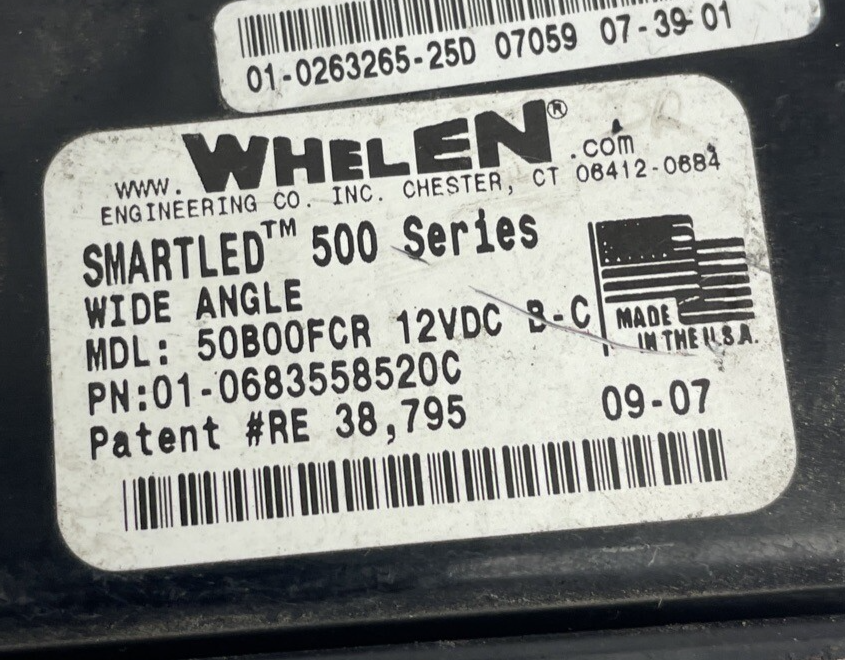 01-0263265-25D 07059 07-39-01
www.WHELEN®.com
ENGINEERING CO. INC. CHESTER, CT 06412-0684
SMARTLED™ 500 Series
WIDE ANGLE
MDL: 50B00FCR 12VDC B-C
MADE
IN THE U.S.A.
PN:01-0683558520C
Patent #RE 38,795
09-07